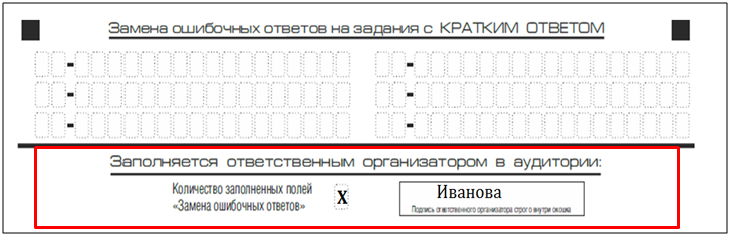 Замена ошибочных ответов на задания с КРАТКИМ ОТВЕТОМ
- -
- -
- -
Заполняется ответственным организатором в аудитории:
Количество заполненных полей
«Замена ошибочных ответов»
X
Иванова
Подпись ответственного организатора строго внутри окошка